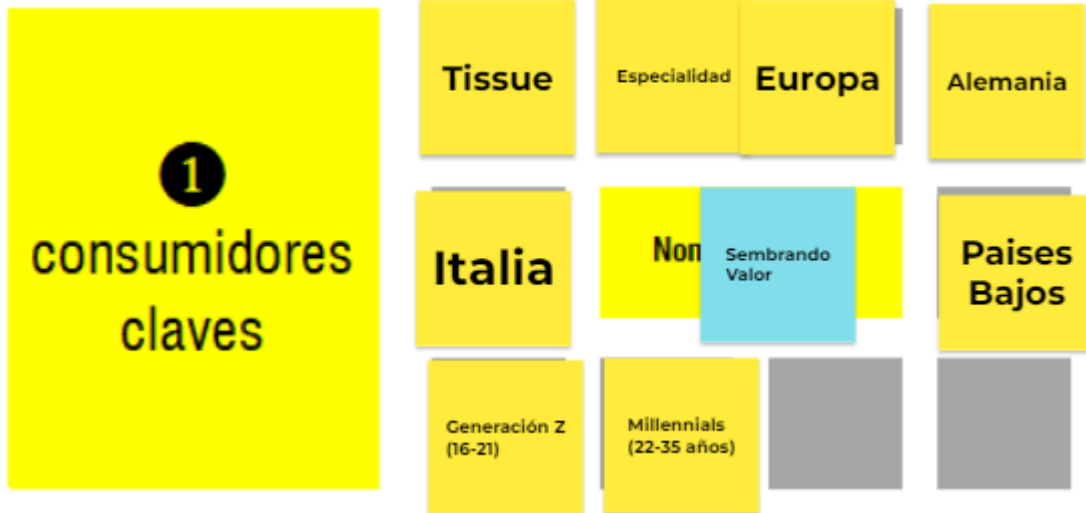 1
consumidores
claves
Tissue
Especialidad
Europa
Alemania
Italia
Sembrando
Valor
Paises
Bajos
Generación Z
(16-21)
Millennials
(22-35 años)